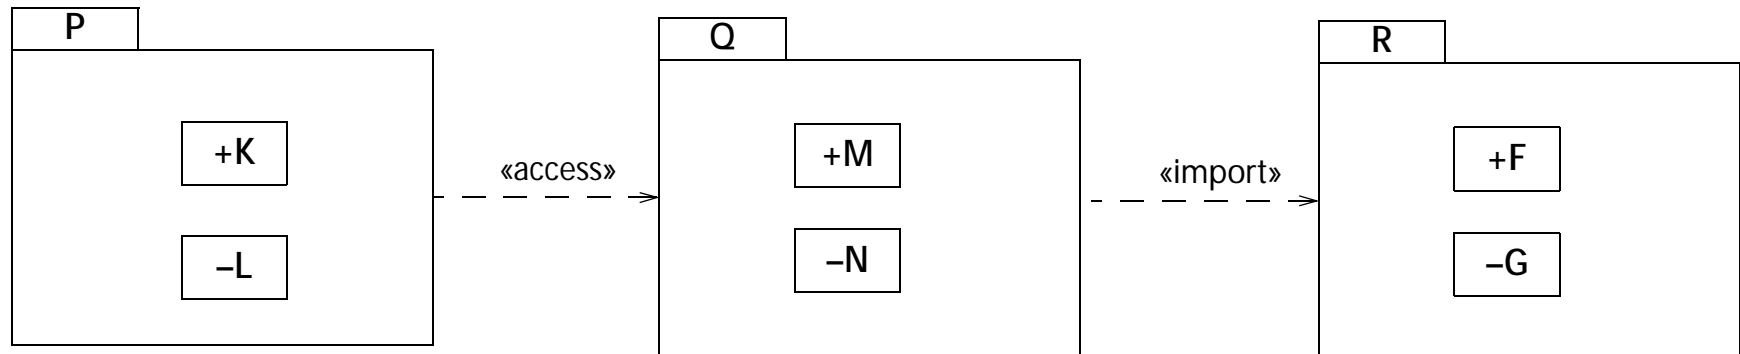 P
+K
–L
«access»
Q
+M
–N
«import»
R
+F
–G